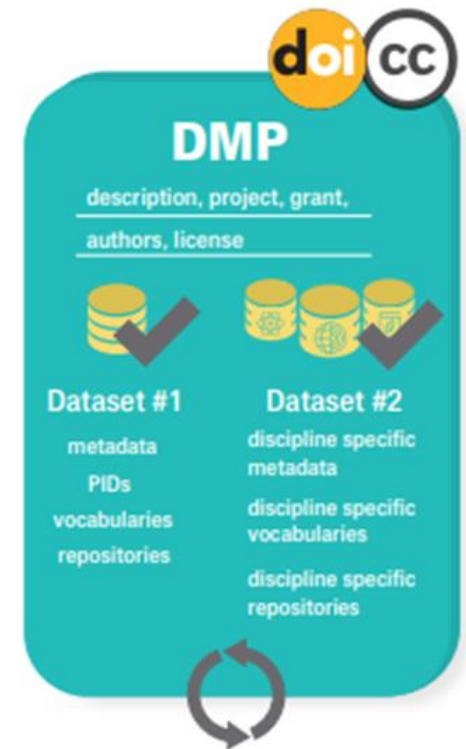 doi cc
DMP
description, project, grant,
authors, license
Dataset #1
metadata
PIDs
vocabularies
repositories
Dataset #2
discipline specific
metadata
discipline specific
vocabularies
discipline specific
repositories